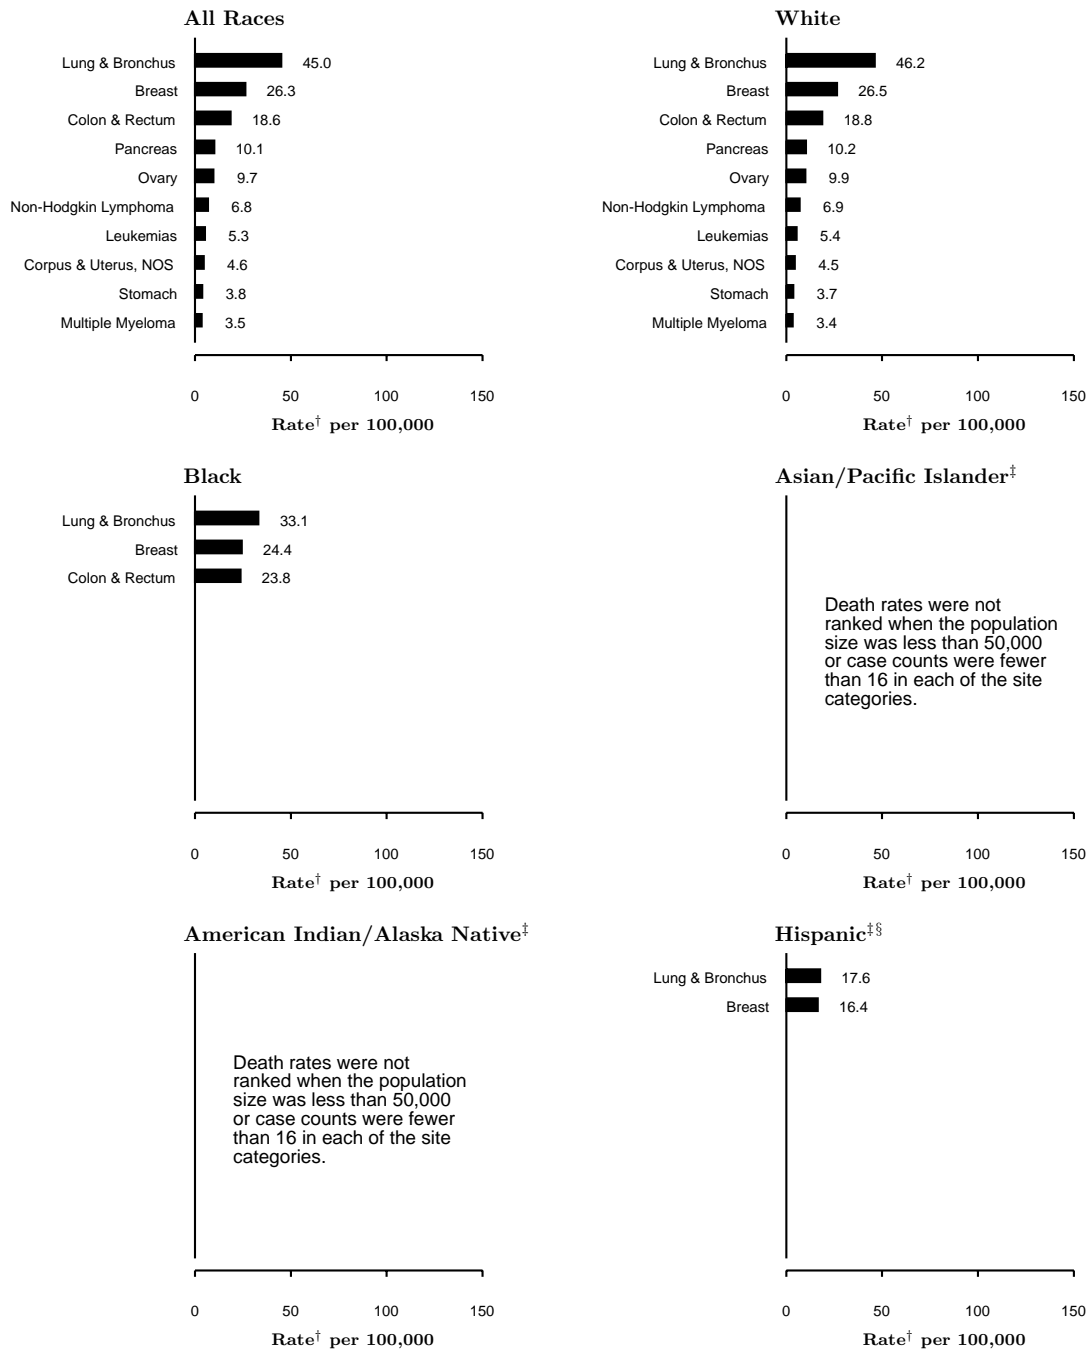 All Races
Lung & Bronchus 45.0
Breast 26.3
Colon & Rectum 18.6
Pancreas 10.1
Ovary 9.7
Non-Hodgkin Lymphoma 6.8
Leukemias 5.3
Corpus & Uterus, NOS 4.6
Stomach 3.8
Multiple Myeloma 3.5
0 50 100 150
Rate† per 100,000
White
Lung & Bronchus 46.2
Breast 26.5
Colon & Rectum 18.8
Pancreas 10.2
Ovary 9.9
Non-Hodgkin Lymphoma 6.9
Leukemias 5.4
Corpus & Uterus, NOS 4.5
Stomach 3.7
Multiple Myeloma 3.4
0 50 100 150
Rate† per 100,000
Black
Lung & Bronchus 33.1
Breast 24.4
Colon & Rectum 23.8
0 50 100 150
Rate† per 100,000
Asian/Pacific Islander‡
Death rates were not
ranked when the population
size was less than 50,000
or case counts were fewer
than 16 in each of the site
categories.
0 50 100 150
Rate† per 100,000
American Indian/Alaska Native‡
Death rates were not
ranked when the population
size was less than 50,000
or case counts were fewer
than 16 in each of the site
categories.
0 50 100 150
Rate† per 100,000
Hispanic‡§
Lung & Bronchus 17.6
Breast 16.4
0 50 100 150
Rate† per 100,000